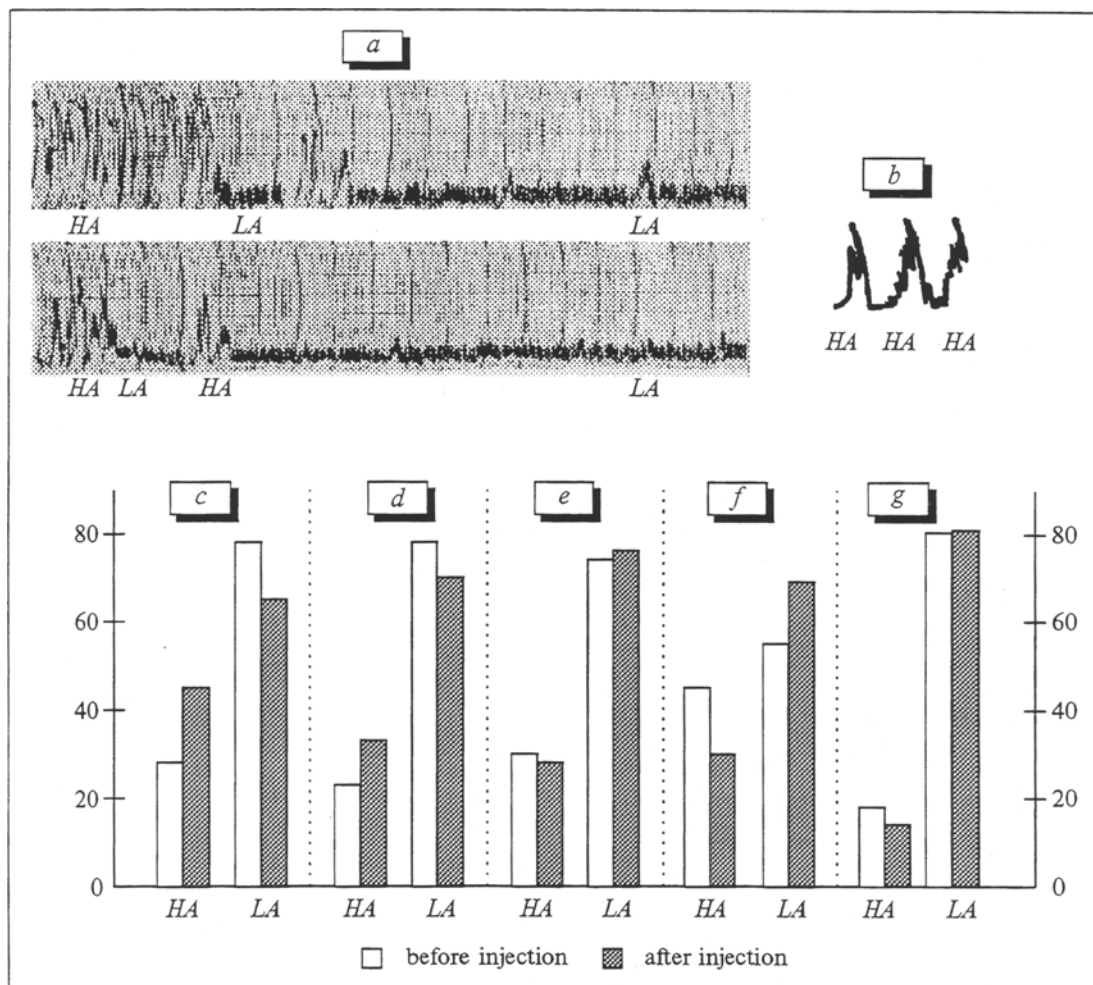 a
HA LA LA
b
HA LA HA LA
HA HA HA
c d e f g
80 80
60 60
40 40
20 20
0 0
HA LA HA LA HA LA HA LA HA LA
before injection after injection